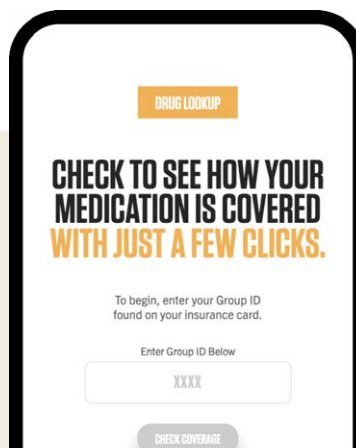 DRUG LOOKUP
CHECK TO SEE HOW YOUR
MEDICATION IS COVERED
WITH JUST A FEW CLICKS.
To begin, enter your Group ID
found on your insurance card.
Enter Group ID Below
XXXX
CHECK COVERAGE